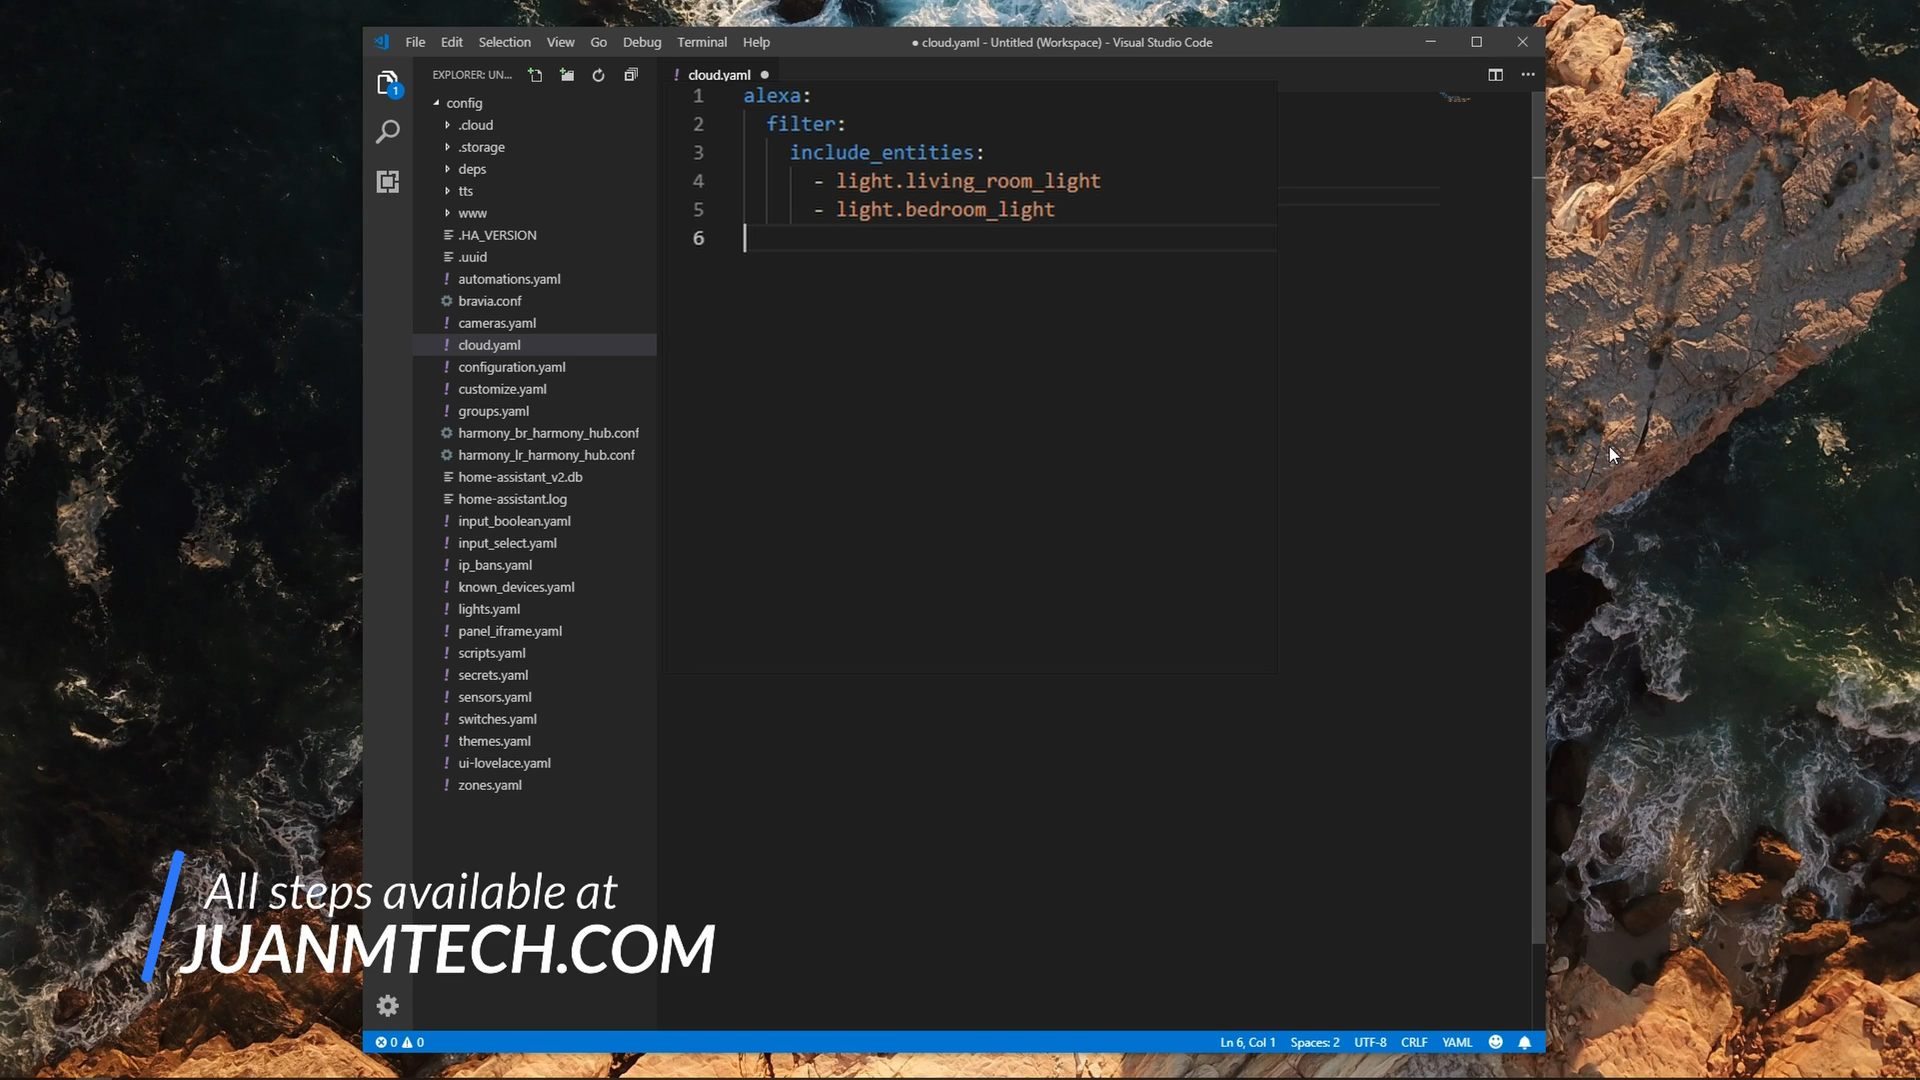 File Edit Selection View Go Debug Terminal Help
● cloud.yaml - Untitled (Workspace) - Visual Studio Code
EXPLORER: UN...
! cloud.yaml ●
1
config
.cloud
.storage
deps
tts
www
.HA_VERSION
.uuid
! automations.yaml
bravia.conf
! cameras.yaml
! cloud.yaml
! configuration.yaml
! customize.yaml
! groups.yaml
harmony_br_harmony_hub.conf
harmony_lr_harmony_hub.conf
home-assistant_v2.db
home-assistant.log
! input_boolean.yaml
! input_select.yaml
! ip_bans.yaml
! known_devices.yaml
! lights.yaml
! panel_iframe.yaml
! scripts.yaml
! secrets.yaml
! sensors.yaml
! switches.yaml
! themes.yaml
! ui-lovelace.yaml
! zones.yaml
1 alexa:
2 filter:
3 include_entities:
4 - light.living_room_light
5 - light.bedroom_light
6
All steps available at
JUANMTECH.COM
0 0
Ln 6, Col 1 Spaces: 2 UTF-8 CRLF YAML